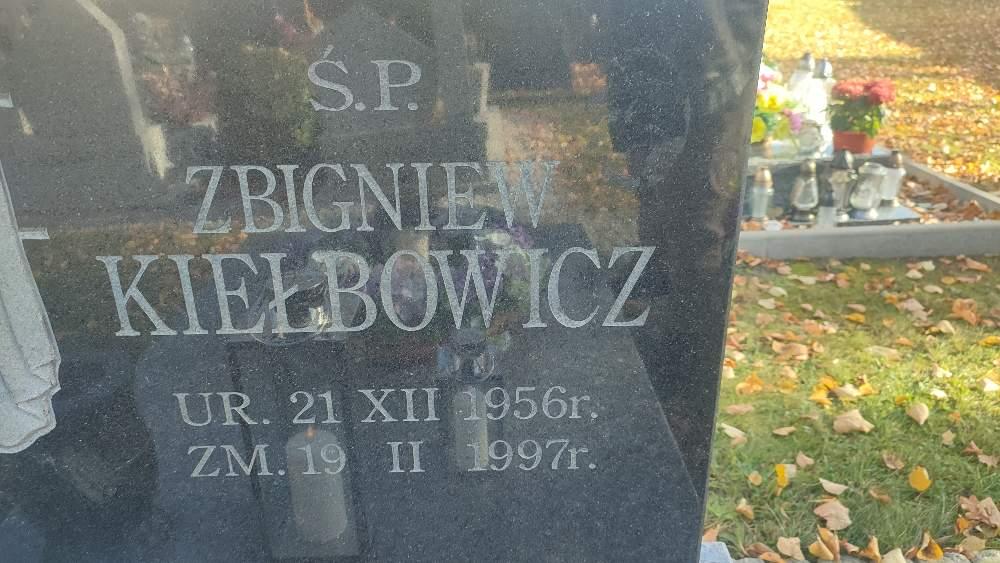 Ś.P.
ZBIGNIEW
KIEŁBOWICZ
UR. 21 XII 1956r.
ZM. 19 II 1997r.